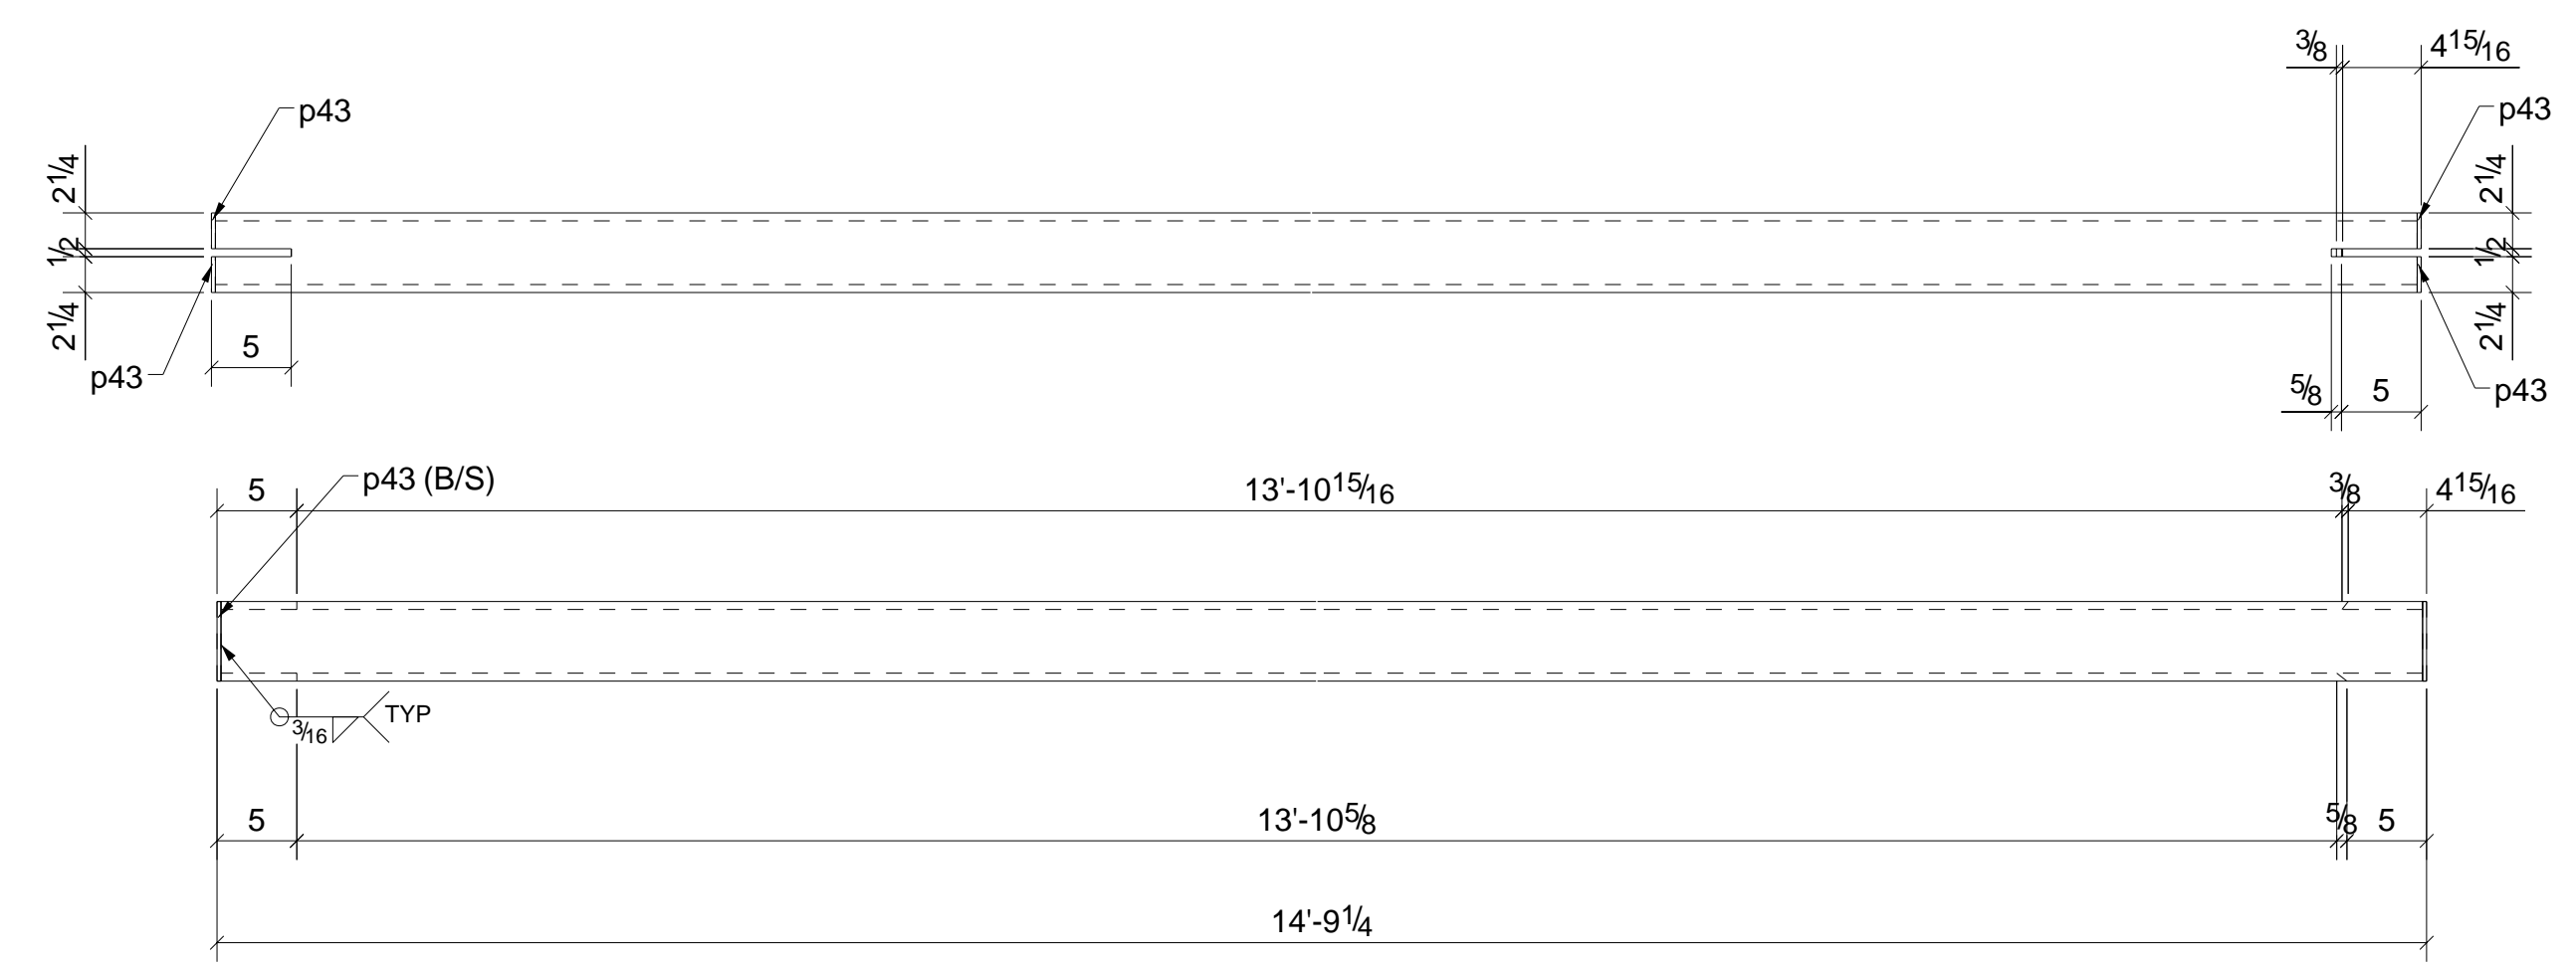 3/8 4 15/16
p43 p43
2 1/4 2 1/4
1/2 1/2
2 1/4 2 1/4
5
p43
5/8 5
p43
p43 (B/S)
5 13'-10 15/16 3/8 4 15/16
3/16 TYP
5 13'-10 5/8 5/8 5
14'-9 1/4